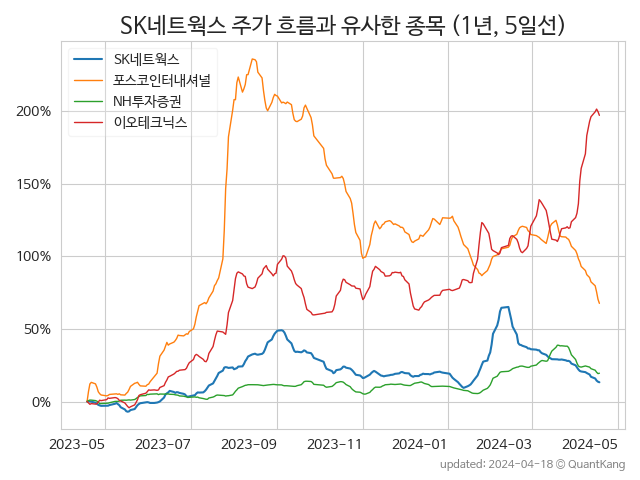 SK네트웍스 주가 흐름과 유사한 종목 (1년, 5일선)
SK네트웍스
포스코인터내셔널
NH투자증권
이오테크닉스
200%
150%
100%
50%
0%
2023-05 2023-07 2023-09 2023-11 2024-01 2024-03 2024-05
updated: 2024-04-18 © QuantKang